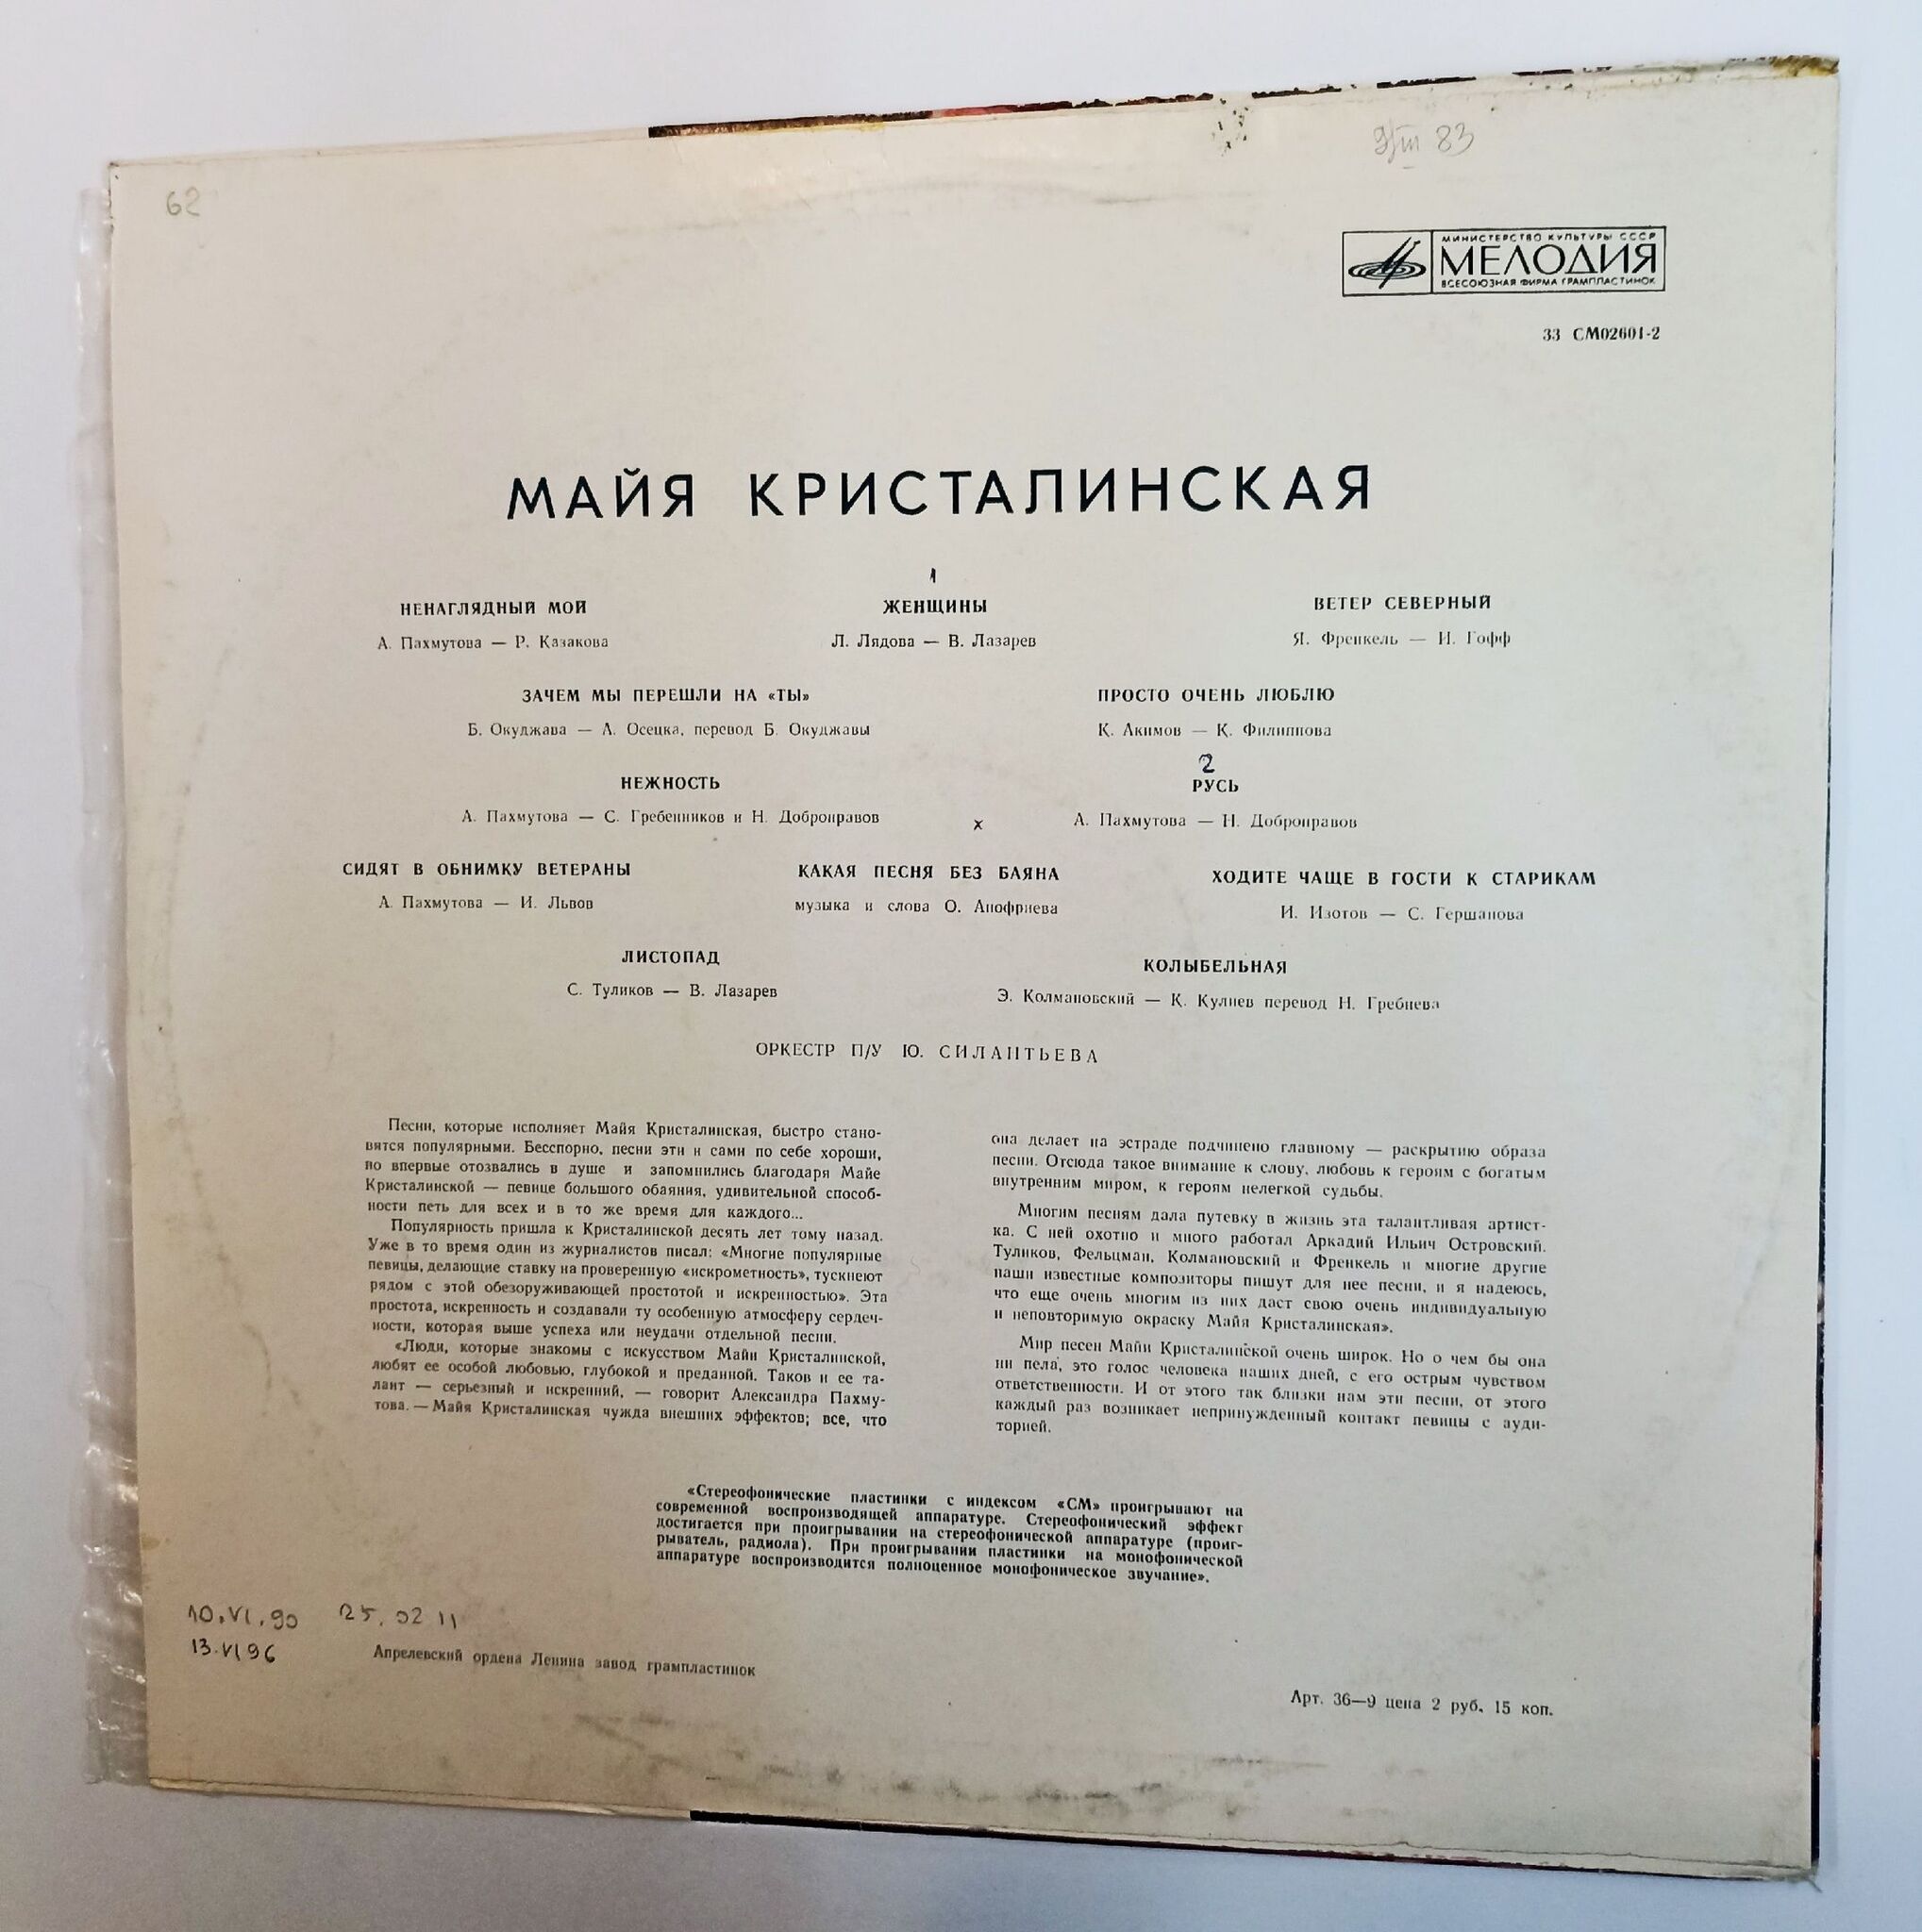 62
83
МИНИСТЕРСТВО КУЛЬТУРЫ СССР
МЕЛОДИЯ
ВСЕСОЮЗНАЯ ФИРМА ГРАМПЛАСТИНОК
33 СМ02601-2
МАЙЯ КРИСТАЛИНСКАЯ
1
НЕНАГЛЯДНЫЙ МОЙ
А. Пахмутова — Р. Казакова
ЖЕНЩИНЫ
Л. Лядова — В. Лазарев
ВЕТЕР СЕВЕРНЫЙ
Я. Френкель — И. Гофф
ЗАЧЕМ МЫ ПЕРЕШЛИ НА «ТЫ»
Б. Окуджава — А. Осецка, перевод Б. Окуджавы
ПРОСТО ОЧЕНЬ ЛЮБЛЮ
К. Акимов — К. Филиппова
НЕЖНОСТЬ
А. Пахмутова — С. Гребенников и Н. Добронравов
х
2
РУСЬ
А. Пахмутова — Н. Добронравов
СИДЯТ В ОБНИМКУ ВЕТЕРАНЫ
А. Пахмутова — И. Львов
КАКАЯ ПЕСНЯ БЕЗ БАЯНА
музыка и слова О. Анофриева
ХОДИТЕ ЧАЩЕ В ГОСТИ К СТАРИКАМ
И. Изотов — С. Гершанова
ЛИСТОПАД
С. Туликов — В. Лазарев
КОЛЫБЕЛЬНАЯ
Э. Колмановский — К. Кулиев перевод Н. Гребнева
ОРКЕСТР П/У Ю. СИЛАНТЬЕВА
Песни, которые исполняет Майя Кристалинская, быстро стано-
вятся популярными. Бесспорно, песни эти и сами по себе хороши,
но впервые отозвались в душе и запомнились благодаря Майе
Кристалинской — певице большого обаяния, удивительной способ-
ности петь для всех и в то же время для каждого...
Популярность пришла к Кристалинской десять лет тому назад.
Уже в то время один из журналистов писал: «Многие популярные
певицы, делающие ставку на проверенную «искрометность», тускнеют
рядом с этой обезоруживающей простотой и искренностью». Эта
простота, искренность и создавали ту особенную атмосферу сердеч-
ности, которая выше успеха или неудачи отдельной песни.
«Люди, которые знакомы с искусством Майи Кристалинской,
любят ее особой любовью, глубокой и преданной. Таков и ее та-
лант — серьезный и искренний, — говорит Александра Пахму-
това. — Майя Кристалинская чужда внешних эффектов; все, что
она делает на эстраде подчинено главному — раскрытию образа
песни. Отсюда такое внимание к слову, любовь к героям с богатым
внутренним миром, к героям нелегкой судьбы.
Многим песням дала путевку в жизнь эта талантливая артист-
ка. С ней охотно и много работал Аркадий Ильич Островский.
Туликов, Фельцман, Колмановский и Френкель и многие другие
наши известные композиторы пишут для нее песни, и я надеюсь,
что еще очень многим из них даст свою очень индивидуальную
и неповторимую окраску Майя Кристалинская».
Мир песен Майи Кристалинской очень широк. Но о чем бы она
ни пела, это голос человека наших дней, с его острым чувством
ответственности. И от этого так близки нам эти песни, от этого
каждый раз возникает непринужденный контакт певицы с ауди-
торией.
«Стереофонические пластинки с индексом «СМ» проигрывают на
современной воспроизводящей аппаратуре. Стереофонический эффект
достигается при проигрывании на стереофонической аппаратуре (проиг-
рыватель, радиола). При проигрывании пластинки на монофонической
аппаратуре воспроизводится полноценное монофоническое звучание».
10.VI.90 25.02 11
13.VI 96
Апрелевский ордена Ленина завод грампластинок
Арт. 36—9 цена 2 руб. 15 коп.